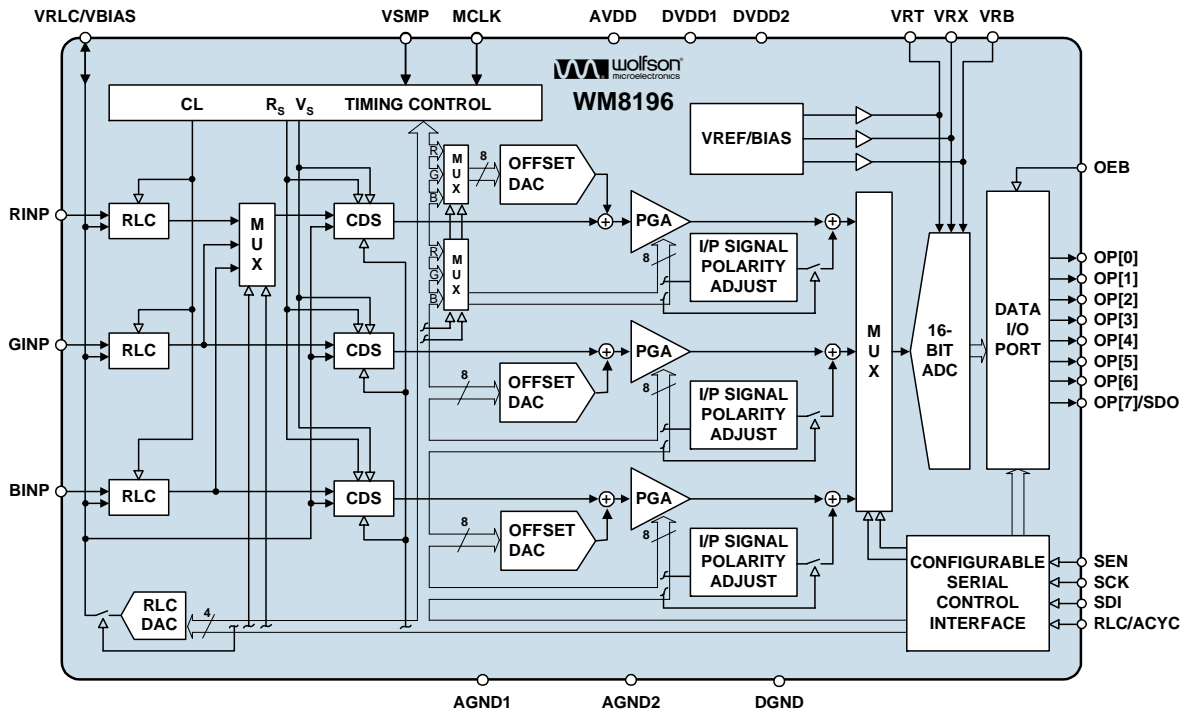 VRLC/VBIAS VSMP MCLK AVDD DVDD1 DVDD2 VRT VRX VRB
wolfson
microelectronics
WM8196
CL RS VS TIMING CONTROL
VREF/BIAS
R
G
B
MUX
8
OFFSET
DAC
OEB
RINP
RLC
MUX
CDS
PGA
8
I/P SIGNAL
POLARITY
ADJUST
R
G
B
MUX
MUX
16-
BIT
ADC
DATA
I/O
PORT
OP[0]
OP[1]
OP[2]
OP[3]
OP[4]
OP[5]
OP[6]
OP[7]/SDO
GINP
RLC
CDS
8
OFFSET
DAC
PGA
8
I/P SIGNAL
POLARITY
ADJUST
BINP
RLC
CDS
8
OFFSET
DAC
PGA
8
I/P SIGNAL
POLARITY
ADJUST
CONFIGURABLE
SERIAL
CONTROL
INTERFACE
SEN
SCK
SDI
RLC/ACYC
RLC
DAC
4
AGND1 AGND2 DGND